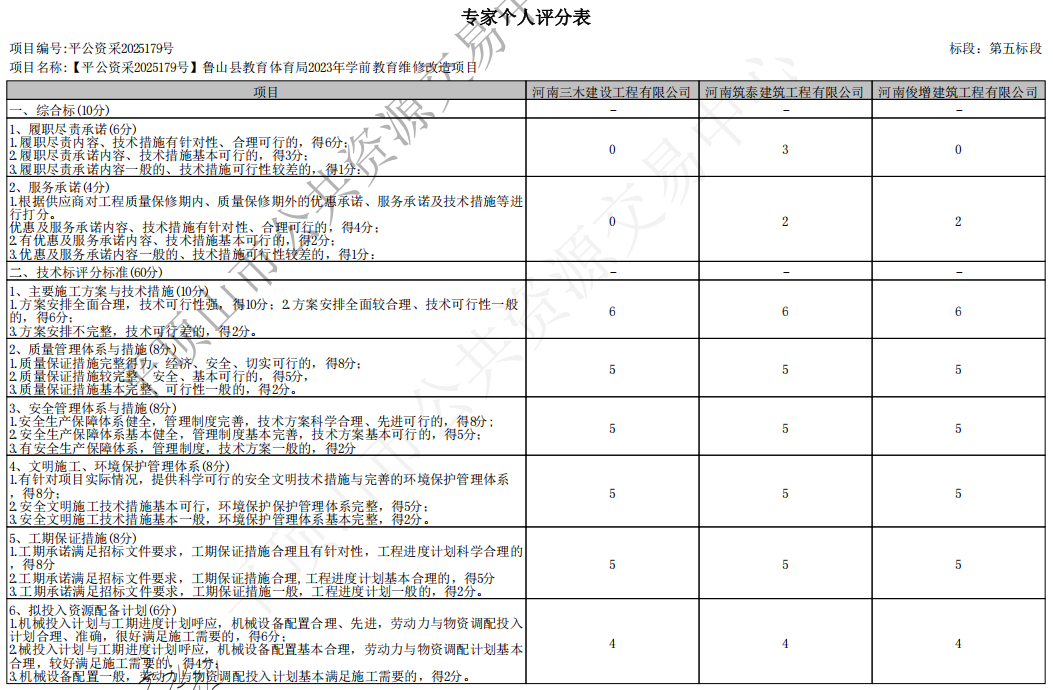 专家个人评分表
项目编号:平公资采2025179号
标段: 第五标段
项目名称:【平公资采2025179号】鲁山县教育体育局2023年学前教育维修改造项目
项目 河南三木建设工程有限公司 河南筑泰建筑工程有限公司 河南俊增建筑工程有限公司
一、综合标(10分) - - -
1、履职尽责承诺(6分)
1.履职尽责内容、技术措施有针对性、合理可行的，得6分；
2.履职尽责承诺内容、技术措施基本可行的，得3分；
3.履职尽责承诺内容一般的、技术措施可行性较差的，得1分；
0 3 0
2、服务承诺(4分)
1.根据供应商对工程质量保修期内、质量保修期外的优惠承诺、服务承诺及技术措施等进
行打分。
优惠及服务承诺内容、技术措施有针对性、合理可行的，得4分；
2.有优惠及服务承诺内容、技术措施基本可行的，得2分；
3.优惠及服务承诺内容一般的、技术措施可行性较差的，得1分；
0 2 2
二、技术标评分标准(60分) - - -
1、主要施工方案与技术措施(10分)
1.方案安排全面合理，技术可行性强，得10分；2.方案安排全面较合理、技术可行性一般
的，得6分；
3.方案安排不完整，技术可行差的，得2分。
6 6 6
2、质量管理体系与措施(8分)
1.质量保证措施完整得力、经济、安全、切实可行的，得8分；
2.质量保证措施较完整、安全、基本可行的，得5分，
3.质量保证措施基本完整、可行性一般的，得2分。
5 5 5
3、安全管理体系与措施(8分)
1.安全生产保障体系健全，管理制度完善，技术方案科学合理、先进可行的，得8分；
2.安全生产保障体系基本健全，管理制度基本完善，技术方案基本可行的，得5分；
3.有安全生产保障体系，管理制度，技术方案一般的，得2分
5 5 5
4、文明施工、环境保护管理体系(8分)
1.有针对项目实际情况，提供科学可行的安全文明技术措施与完善的环境保护管理体系
，得8分；
2.安全文明施工技术措施基本可行，环境保护保护管理体系完整，得5分；
3.安全文明施工技术措施基本一般，环境保护管理体系基本完整，得2分。
5 5 5
5、工期保证措施(8分)
1.工期承诺满足招标文件要求，工期保证措施合理且有针对性，工程进度计划科学合理的
，得8分
2.工期承诺满足招标文件要求，工期保证措施合理,工程进度计划基本合理的，得5分
3.工期承诺满足招标文件要求，工期保证措施一般，工程进度计划一般的，得2分。
5 5 5
6、拟投入资源配备计划(6分)
1.机械投入计划与工期进度计划呼应，机械设备配置合理、先进，劳动力与物资调配投入
计划合理、准确，很好满足施工需要的，得6分；
2.械投入计划与工期进度计划呼应，机械设备配置基本合理，劳动力与物资调配计划基本
合理，较好满足施工需要的，得4分；
3.机械设备配置一般，劳动力与物资调配投入计划基本满足施工需要的，得2分。
4 4 4
平顶山市公共资源交易中
平顶山市公共资源交易中心